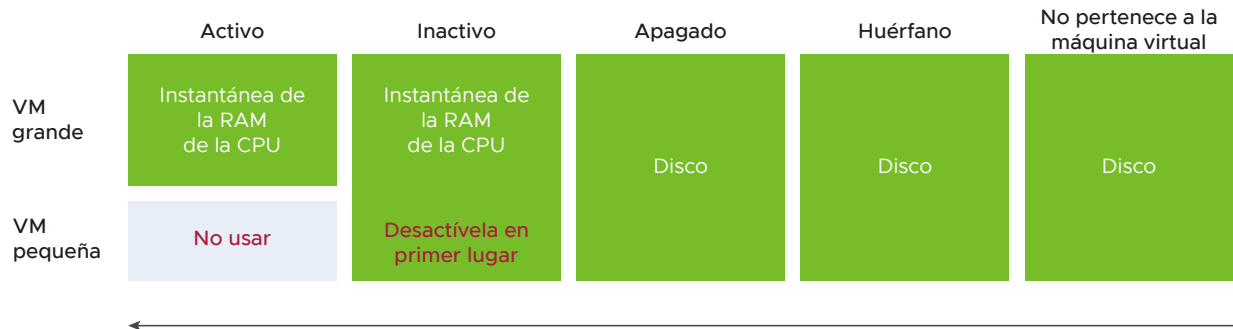 Activo
Inactivo
Apagado
Huérfano
No pertenece a la
máquina virtual
VM
grande
Instantánea de
la RAM
de la CPU
Instantánea de
la RAM
de la CPU
Disco
Disco
Disco
VM
pequeña
No usar
Desactívela en
primer lugar